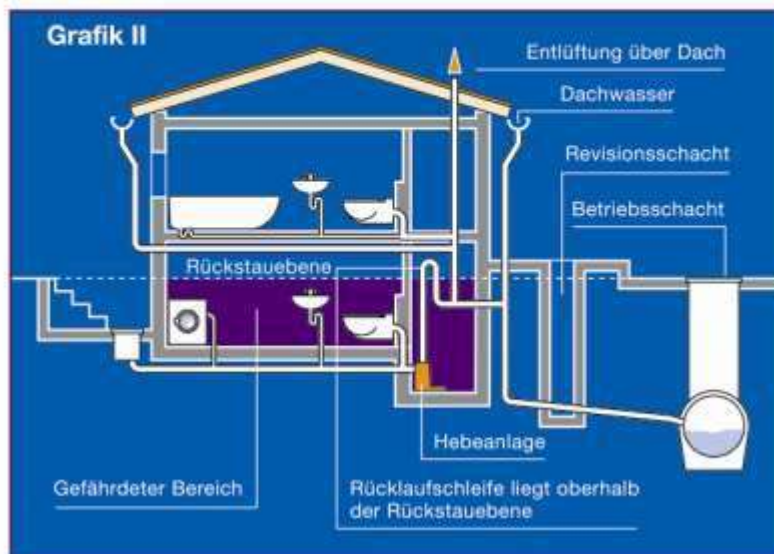 Grafik II
Entlüftung über Dach
Dachwasser
Revisionsschacht
Betriebsschacht
Rückstauebene
Hebeanlage
Gefährdeter Bereich
Rücklaufschleife liegt oberhalb
der Rückstauebene